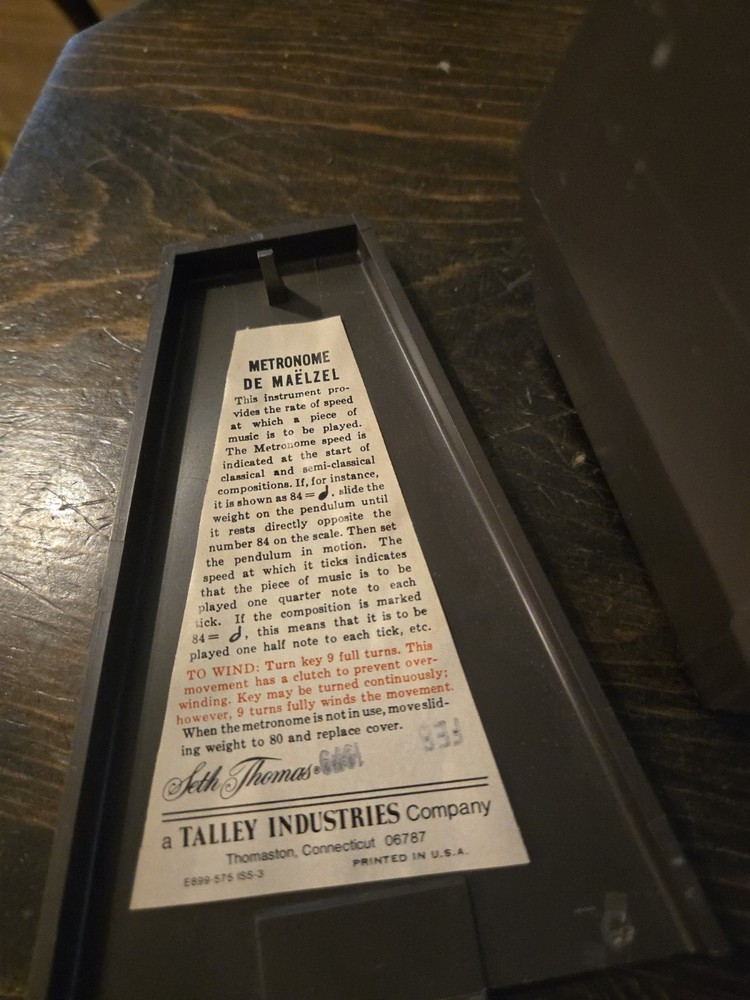 METRONOME
DE MAËLZEL
This instrument pro-
vides the rate of speed
at which a piece of
music is to be played.
The Metronome speed is
indicated at the start of
classical and semi-classical
compositions. If, for instance,
it is shown as 84 = ♩, slide the
weight on the pendulum until
it rests directly opposite the
number 84 on the scale. Then set
the pendulum in motion. The
speed at which it ticks indicates
that the piece of music is to be
played one quarter note to each
tick. If the composition is marked
84 = 𝅗𝅥, this means that it is to be
played one half note to each tick, etc.
TO WIND: Turn key 9 full turns. This
movement has a clutch to prevent over-
winding. Key may be turned continuously;
however, 9 turns fully winds the movement.
When the metronome is not in use, move slid-
ing weight to 80 and replace cover.
FEB
Seth Thomas®
a TALLEY INDUSTRIES Company
Thomaston, Connecticut 06787
PRINTED IN U.S.A.
E699-575 ISS-3